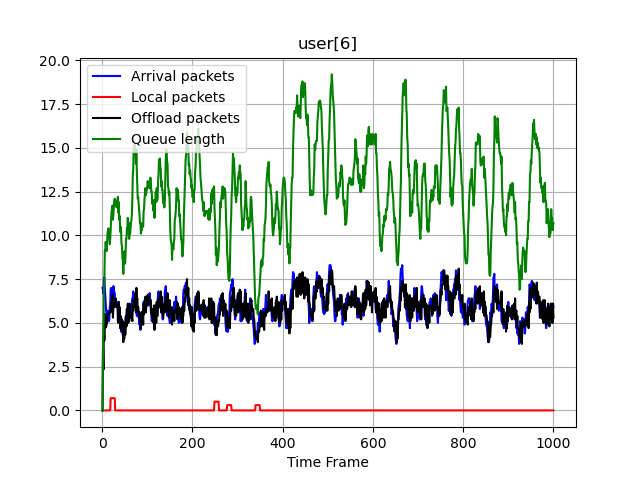 user[6]
20.0
17.5
15.0
12.5
10.0
7.5
5.0
2.5
0.0
Arrival packets
Local packets
Offload packets
Queue length
0 200 400 600 800 1000
Time Frame